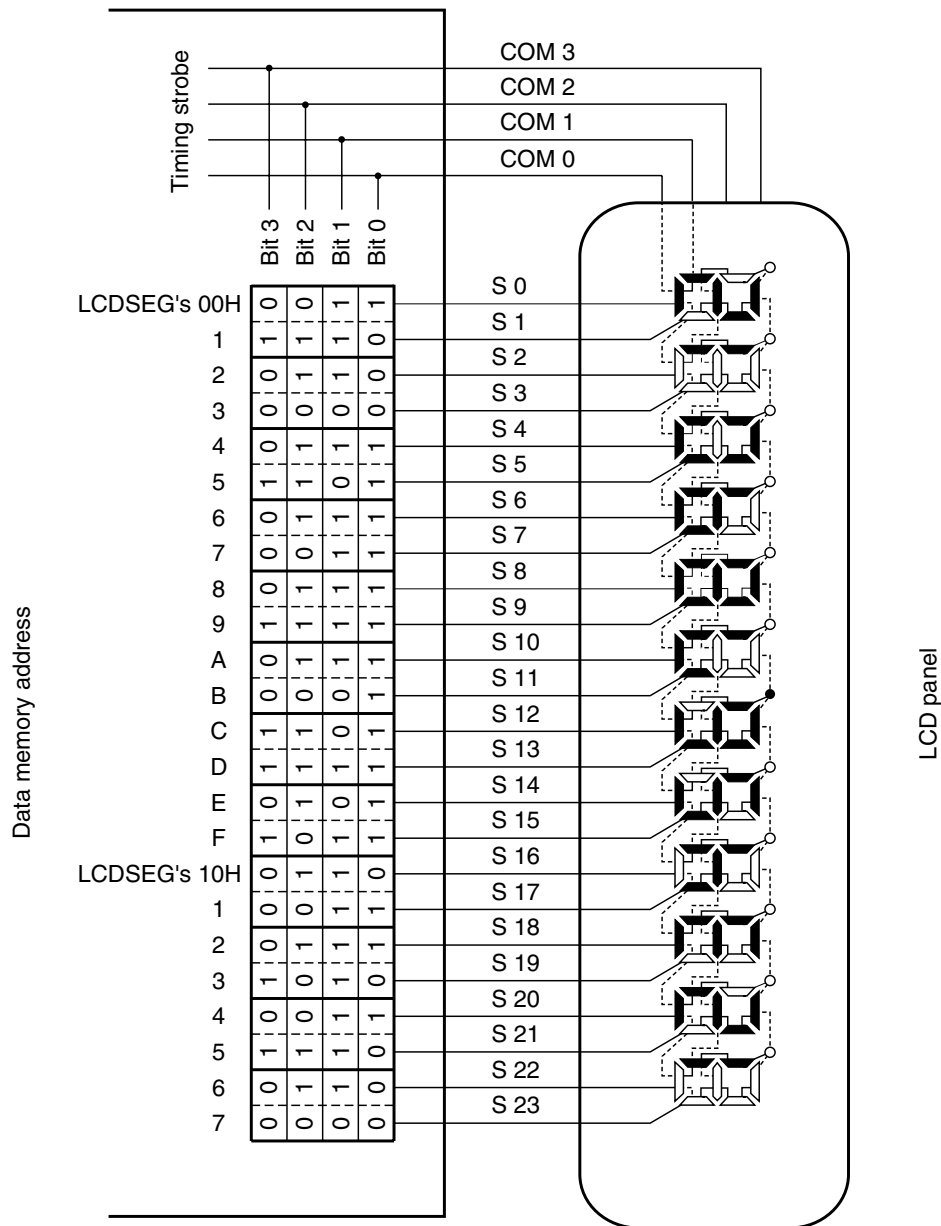 COM 3
COM 2
COM 1
COM 0
Timing strobe
Bit 3
Bit 2
Bit 1
Bit 0
LCDSEG's 00H 0 0 1 1 S 0
1 1 1 1 0 S 1
2 0 1 1 0 S 2
3 0 0 0 0 S 3
4 0 1 1 1 S 4
5 1 1 0 1 S 5
6 0 1 1 1 S 6
7 0 0 1 1 S 7
8 0 1 1 1 S 8
9 1 1 1 1 S 9
A 0 1 1 1 S 10
B 0 0 0 1 S 11
C 1 1 0 1 S 12
D 1 1 1 1 S 13
E 0 1 0 1 S 14
F 1 0 1 1 S 15
LCDSEG's 10H 0 1 1 0 S 16
1 0 0 1 1 S 17
2 0 1 1 1 S 18
3 1 0 1 0 S 19
4 0 0 1 1 S 20
5 1 1 1 0 S 21
6 0 1 1 0 S 22
7 0 0 0 0 S 23
Data memory address
LCD panel